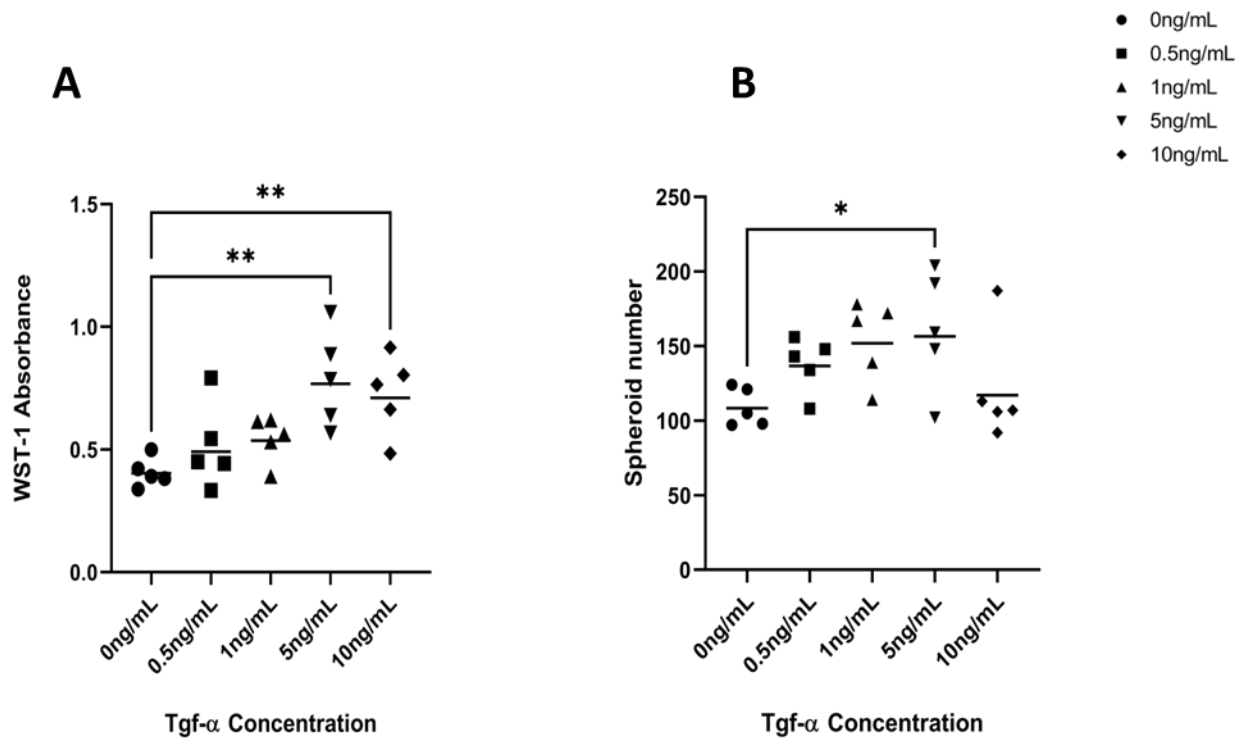 0ng/mL
0.5ng/mL
1ng/mL
5ng/mL
10ng/mL
A
**
**
1.5
1.0
0.5
0.0
WST-1 Absorbance
0ng/mL
0.5ng/mL
1ng/mL
5ng/mL
10ng/mL
Tgf-α Concentration
B
*
250
200
150
100
50
0
Spheroid number
0ng/mL
0.5ng/mL
1ng/mL
5ng/mL
10ng/mL
Tgf-α Concentration